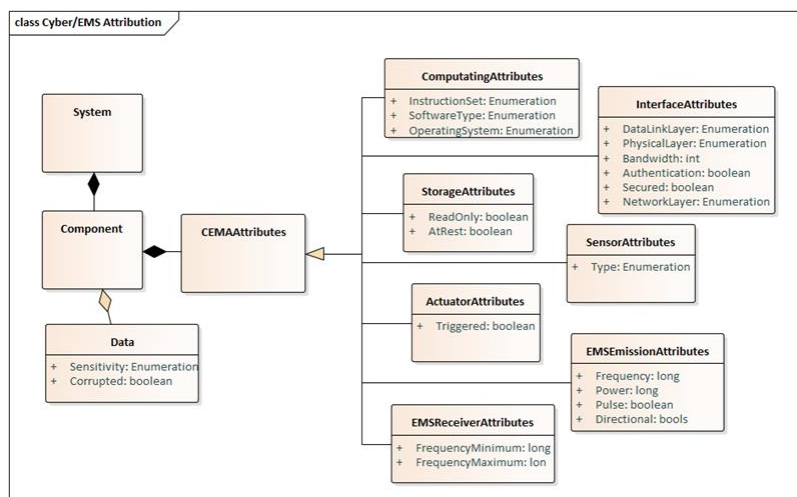 class Cyber/EMS Attribution
System
Component
Data
+ Sensitivity: Enumeration
+ Corrupted: boolean
CEMAAttributes
ComputatingAttributes
+ InstructionSet: Enumeration
+ SoftwareType: Enumeration
+ OperatingSystem: Enumeration
InterfaceAttributes
+ DataLinkLayer: Enumeration
+ PhysicalLayer: Enumeration
+ Bandwidth: int
+ Authentication: boolean
+ Secured: boolean
+ NetworkLayer: Enumeration
StorageAttributes
+ ReadOnly: boolean
+ AtRest: boolean
SensorAttributes
+ Type: Enumeration
ActuatorAttributes
+ Triggered: boolean
EMSEmissionAttributes
+ Frequency: long
+ Power: long
+ Pulse: boolean
+ Directional: bools
EMSReceiverAttributes
+ FrequencyMinimum: long
+ FrequencyMaximum: lon